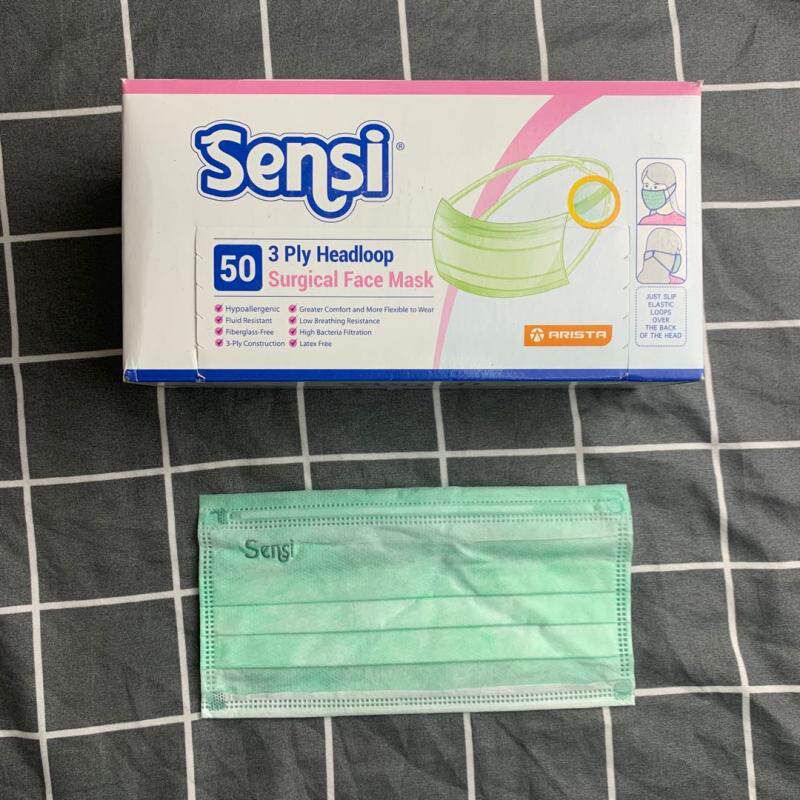 Sensi®
50
3 Ply Headloop
Surgical Face Mask
Hypoallergenic
Fluid Resistant
Fiberglass-Free
3-Ply Construction
Greater Comfort and More Flexible to Wear
Low Breathing Resistance
High Bacteria Filtration
Latex Free
ARISTA
JUST SLIP
ELASTIC
LOOPS
OVER
THE BACK
OF THE HEAD
Sensi